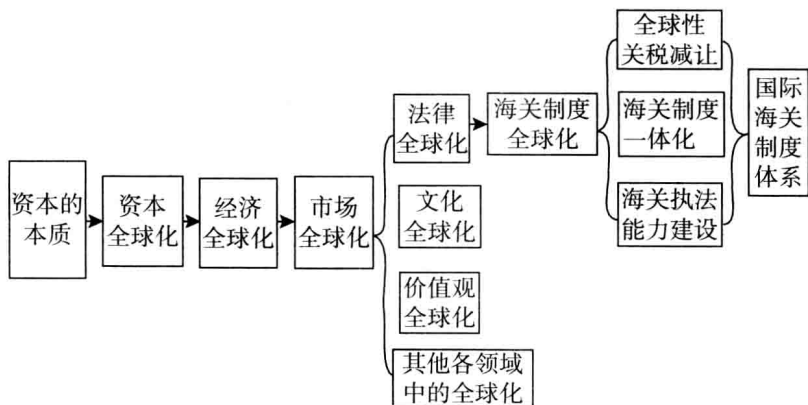 资本的
本质
资本
全球化
经济
全球化
市场
全球化
法律
全球化
文化
全球化
价值观
全球化
其他各领域
中的全球化
海关制度
全球化
全球性
关税减让
海关制度
一体化
海关执法
能力建设
国际
海关
制度
体系